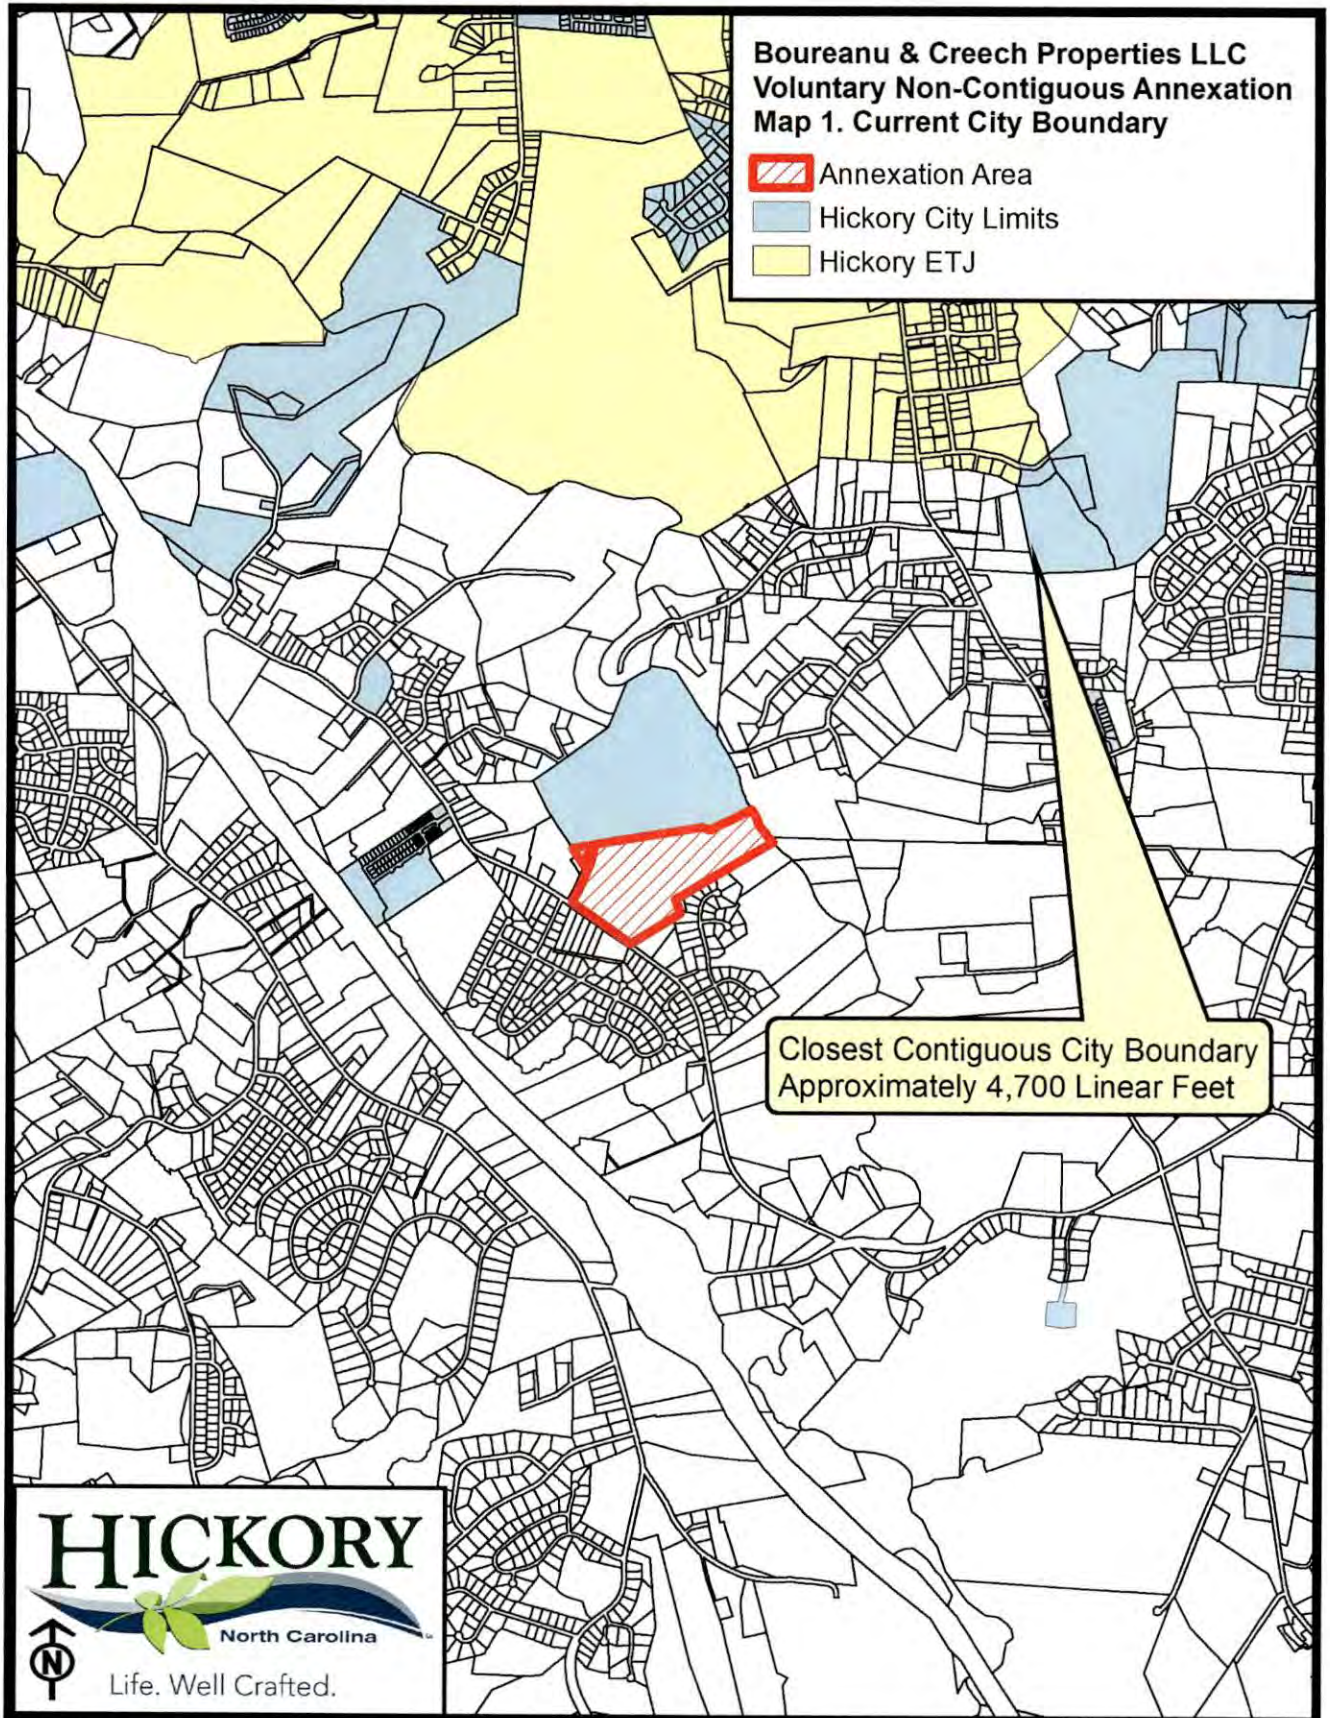 Boureanu & Creech Properties LLC
Voluntary Non-Contiguous Annexation
Map 1. Current City Boundary
Annexation Area
Hickory City Limits
Hickory ETJ
Closest Contiguous City Boundary
Approximately 4,700 Linear Feet
HICKORY
North Carolina
N
Life. Well Crafted.